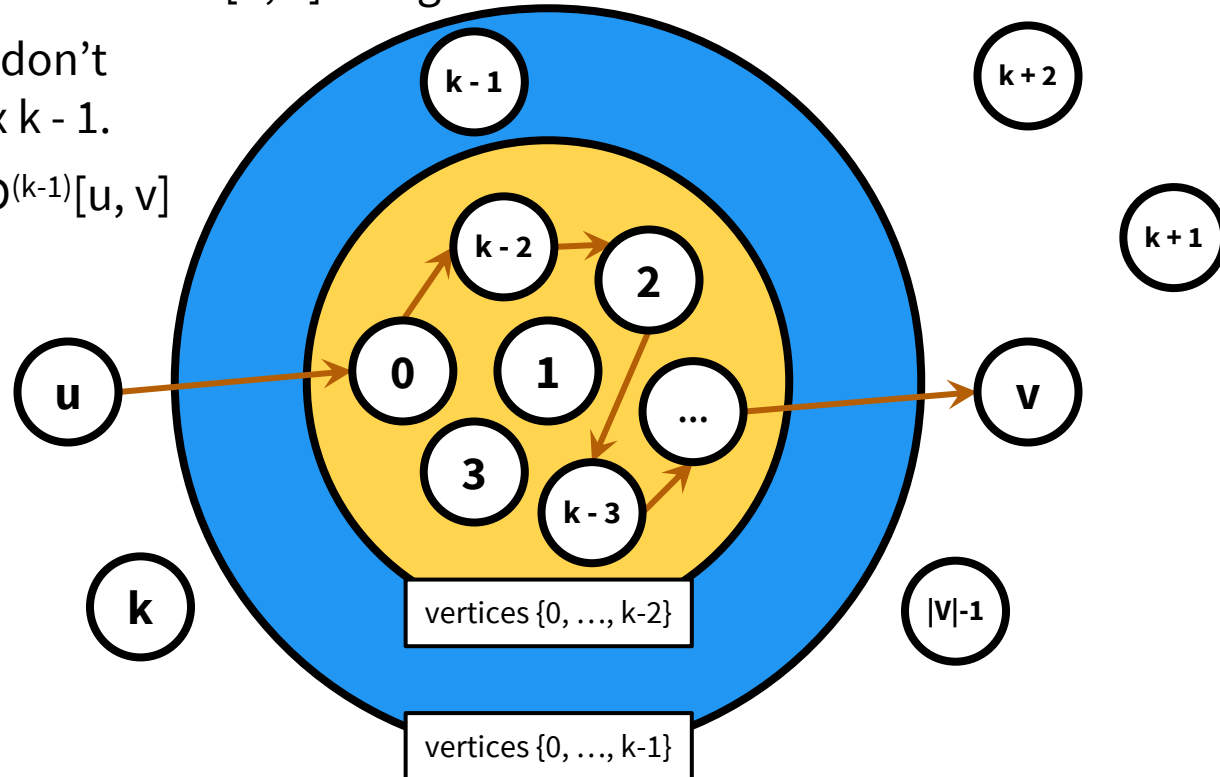 don't
k - 1.
(k-1)[u, v]
k - 1
k + 2
k - 2
2
k + 1
0
1
...
u
v
3
k - 3
k
vertices {0, ..., k-2}
|V|-1
vertices {0, ..., k-1}